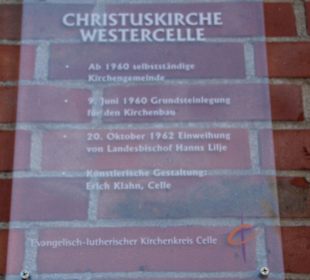 CHRISTUSKIRCHE
WESTERCELLE
• Ab 1960 selbstständige
Kirchengemeinde
• 9. Juni 1960 Grundsteinlegung
für den Kirchenbau
• 20. Oktober 1962 Einweihung
von Landesbischof Hanns Lilje
• Künstlerische Gestaltung:
Erich Klahn, Celle
Evangelisch-lutherischer Kirchenkreis Celle